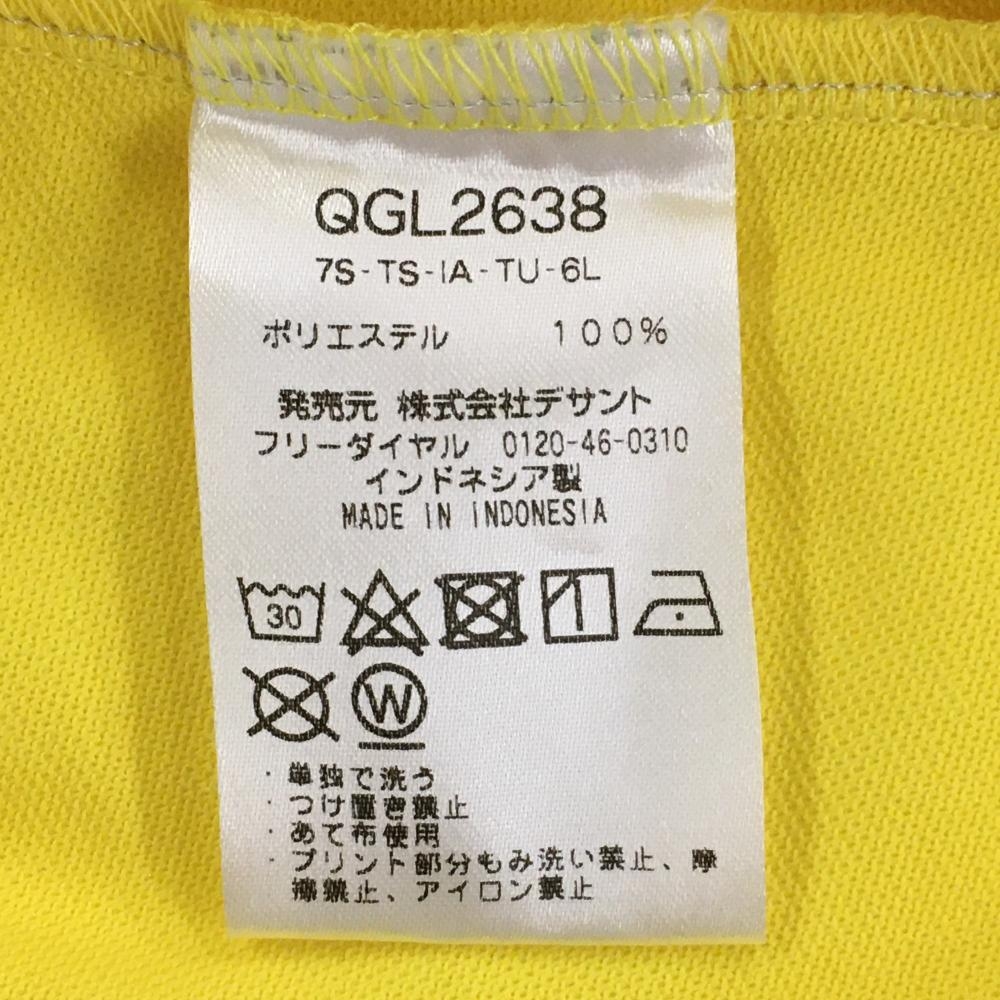 QGL2638
7S-TS-IA-TU-6L
ポリエステル 100%
発売元 株式会社デサント
フリーダイヤル 0120-46-0310
インドネシア製
MADE IN INDONESIA
30
W
・単独で洗う
・つけ置き禁止
・あて布使用
・プリント部分もみ洗い禁止、摩
擦禁止、アイロン禁止